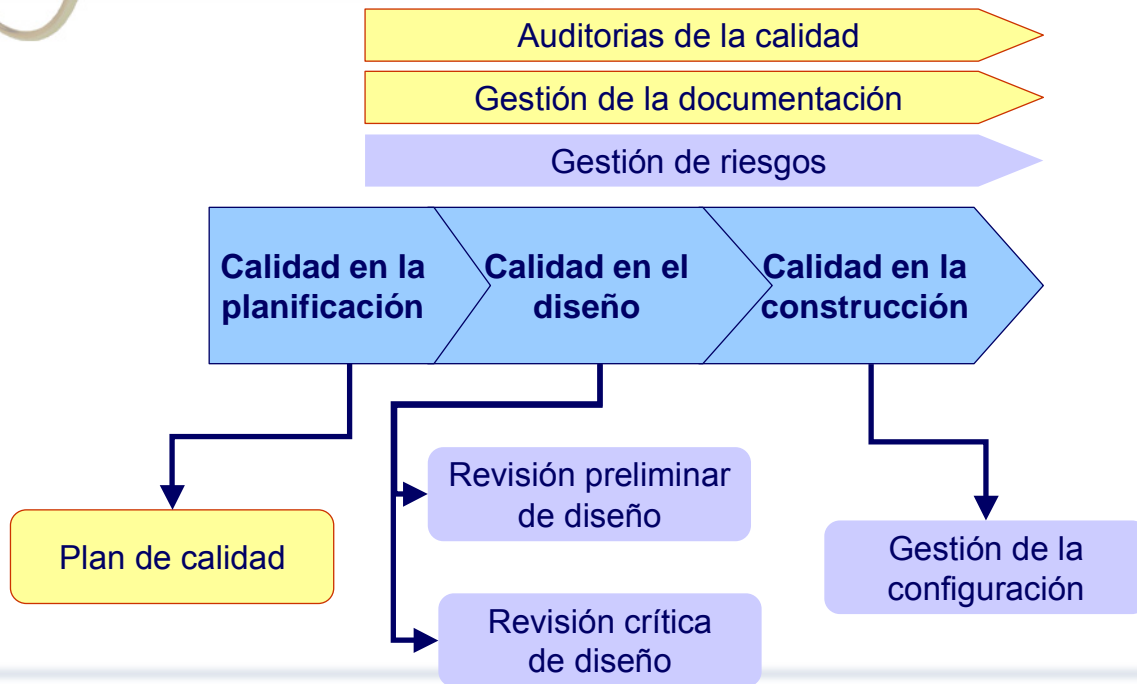 Auditorias de la calidad
Gestión de la documentación
Gestión de riesgos
Calidad en la
planificación
Calidad en el
diseño
Calidad en la
construcción
Revisión preliminar
de diseño
Plan de calidad
Gestión de la
configuración
Revisión crítica
de diseño